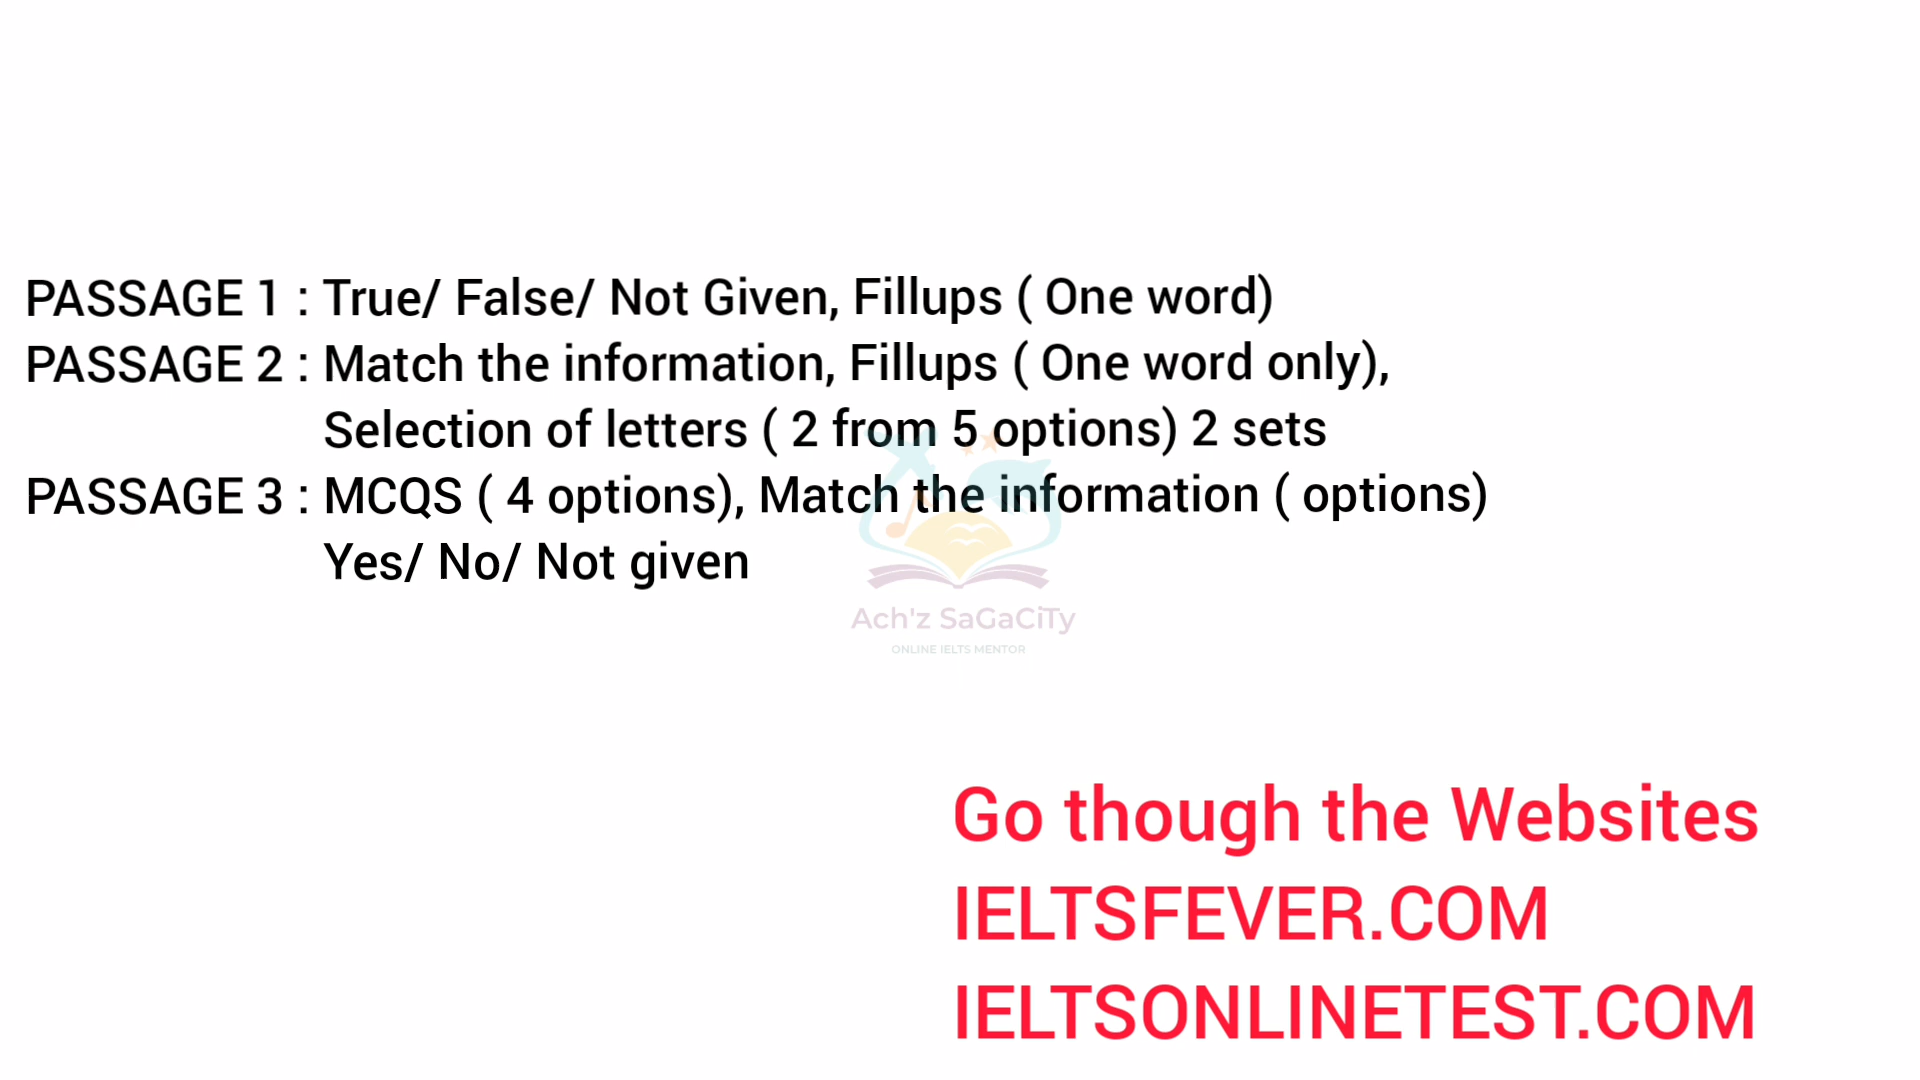 PASSAGE 1 : True/ False/ Not Given, Fillups ( One word)
PASSAGE 2 : Match the information, Fillups ( One word only),
Selection of letters ( 2 from 5 options) 2 sets
PASSAGE 3 : MCQS ( 4 options), Match the information ( options)
Yes/ No/ Not given
Ach'z SaGaCiTy
ONLINE IELTS MENTOR
Go though the Websites
IELTSFEVER.COM
IELTSONLINETEST.COM